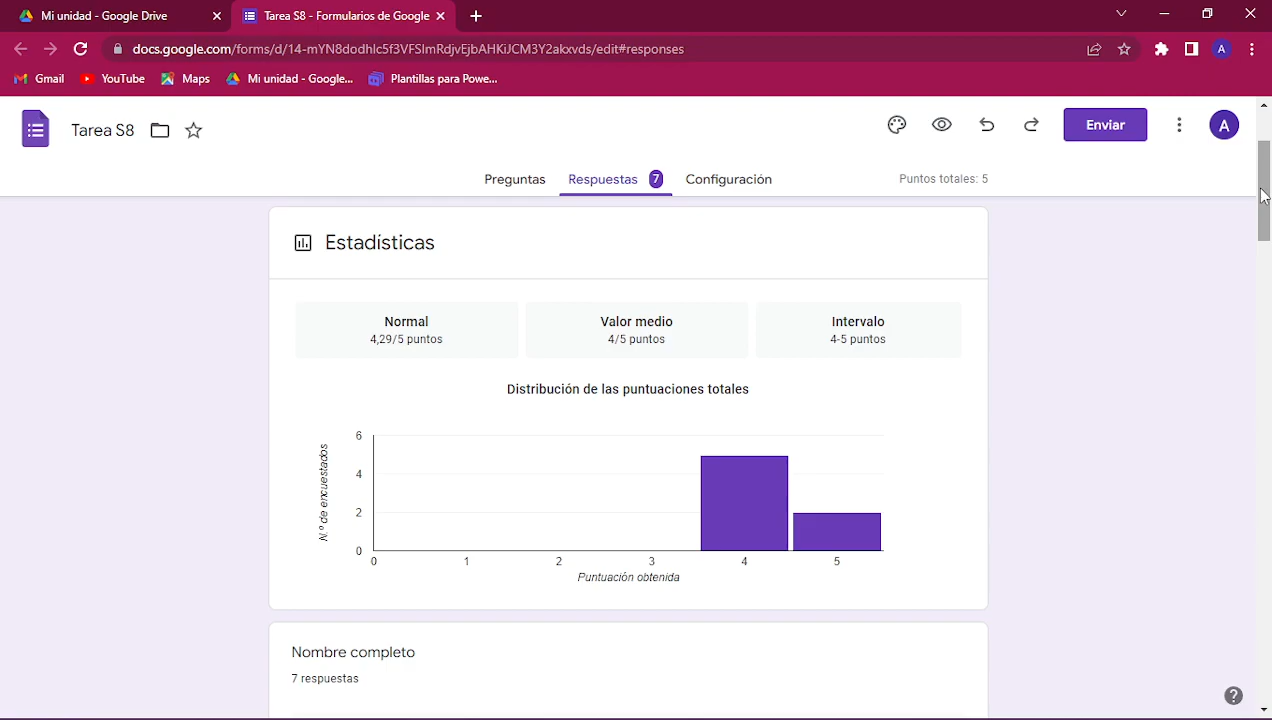 Mi unidad - Google Drive
Tarea S8 - Formularios de Google
docs.google.com/forms/d/14-mYN8dodhlc5f3VFSlmRdjvEjbAHKiJCM3Y2akxvds/edit#responses
A
Gmail
YouTube
Maps
Mi unidad - Google...
Plantillas para Powe...
Tarea S8
Enviar
A
Preguntas
Respuestas 7
Configuración
Puntos totales: 5
Estadísticas
Normal
4,29/5 puntos
Valor medio
4/5 puntos
Intervalo
4-5 puntos
Distribución de las puntuaciones totales
N.º de encuestados
6
4
2
0
0 1 2 3 4 5
Puntuación obtenida
Nombre completo
7 respuestas